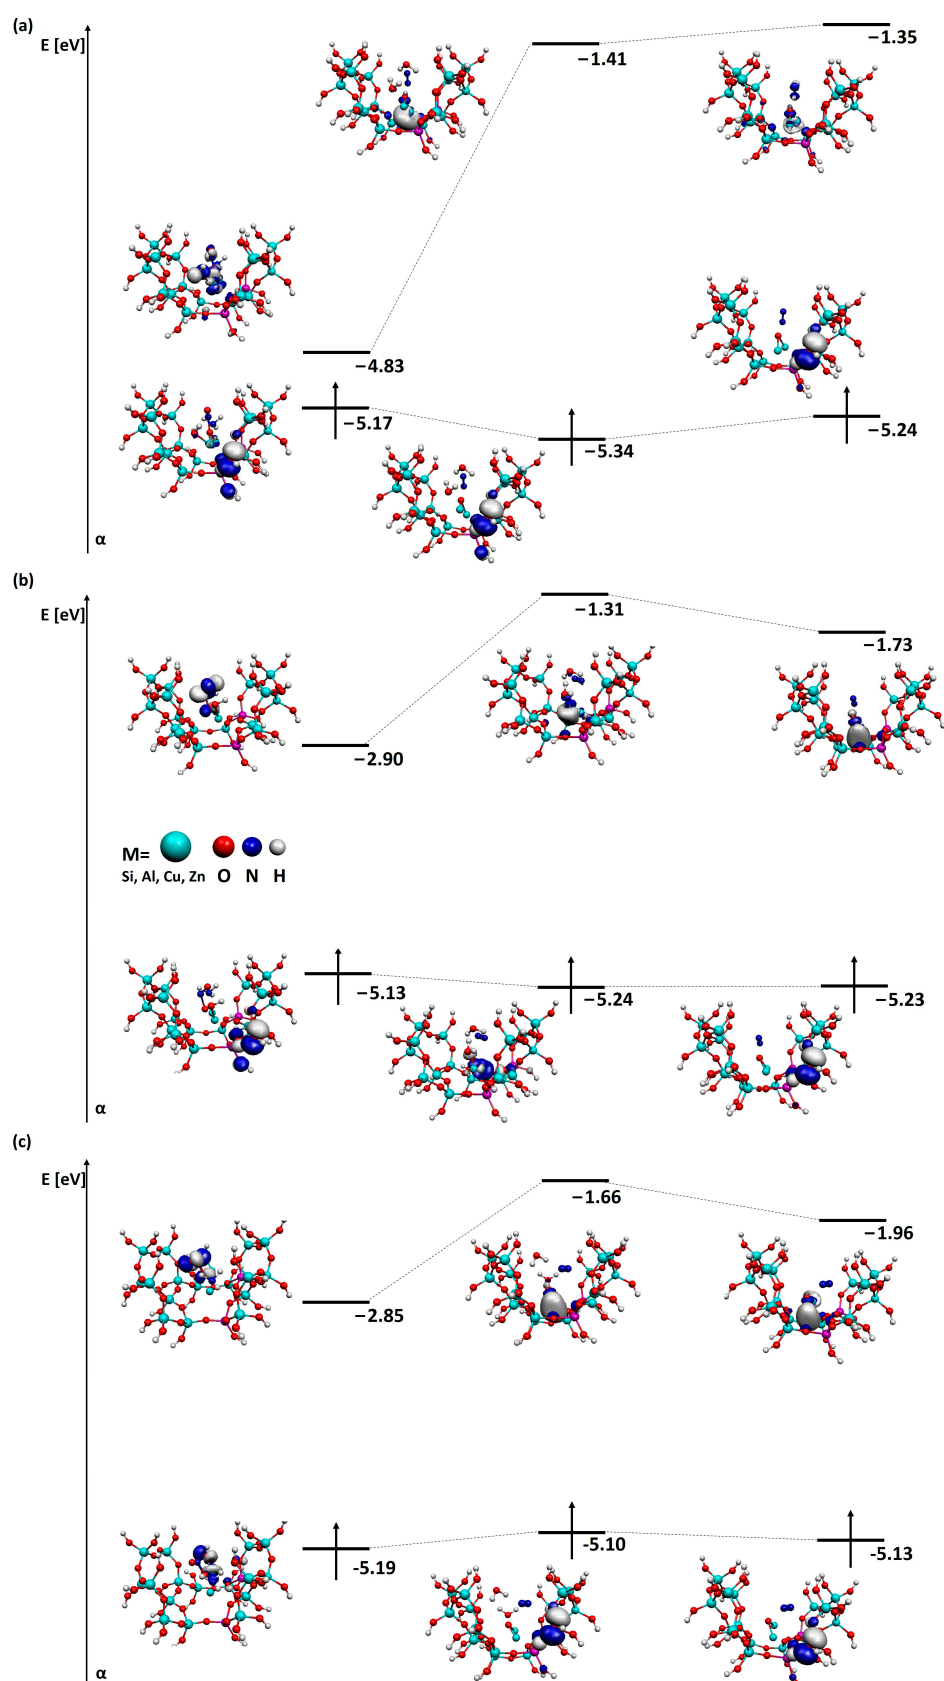 (a)
E [eV]
−1.41
−1.35
−4.83
−5.17
−5.34
−5.24
α
(b)
E [eV]
−1.31
−1.73
−2.90
M=
Si, Al, Cu, Zn O N H
−5.13
−5.24
−5.23
α
(c)
E [eV]
−1.66
−1.96
−2.85
-5.19
-5.10
-5.13
α